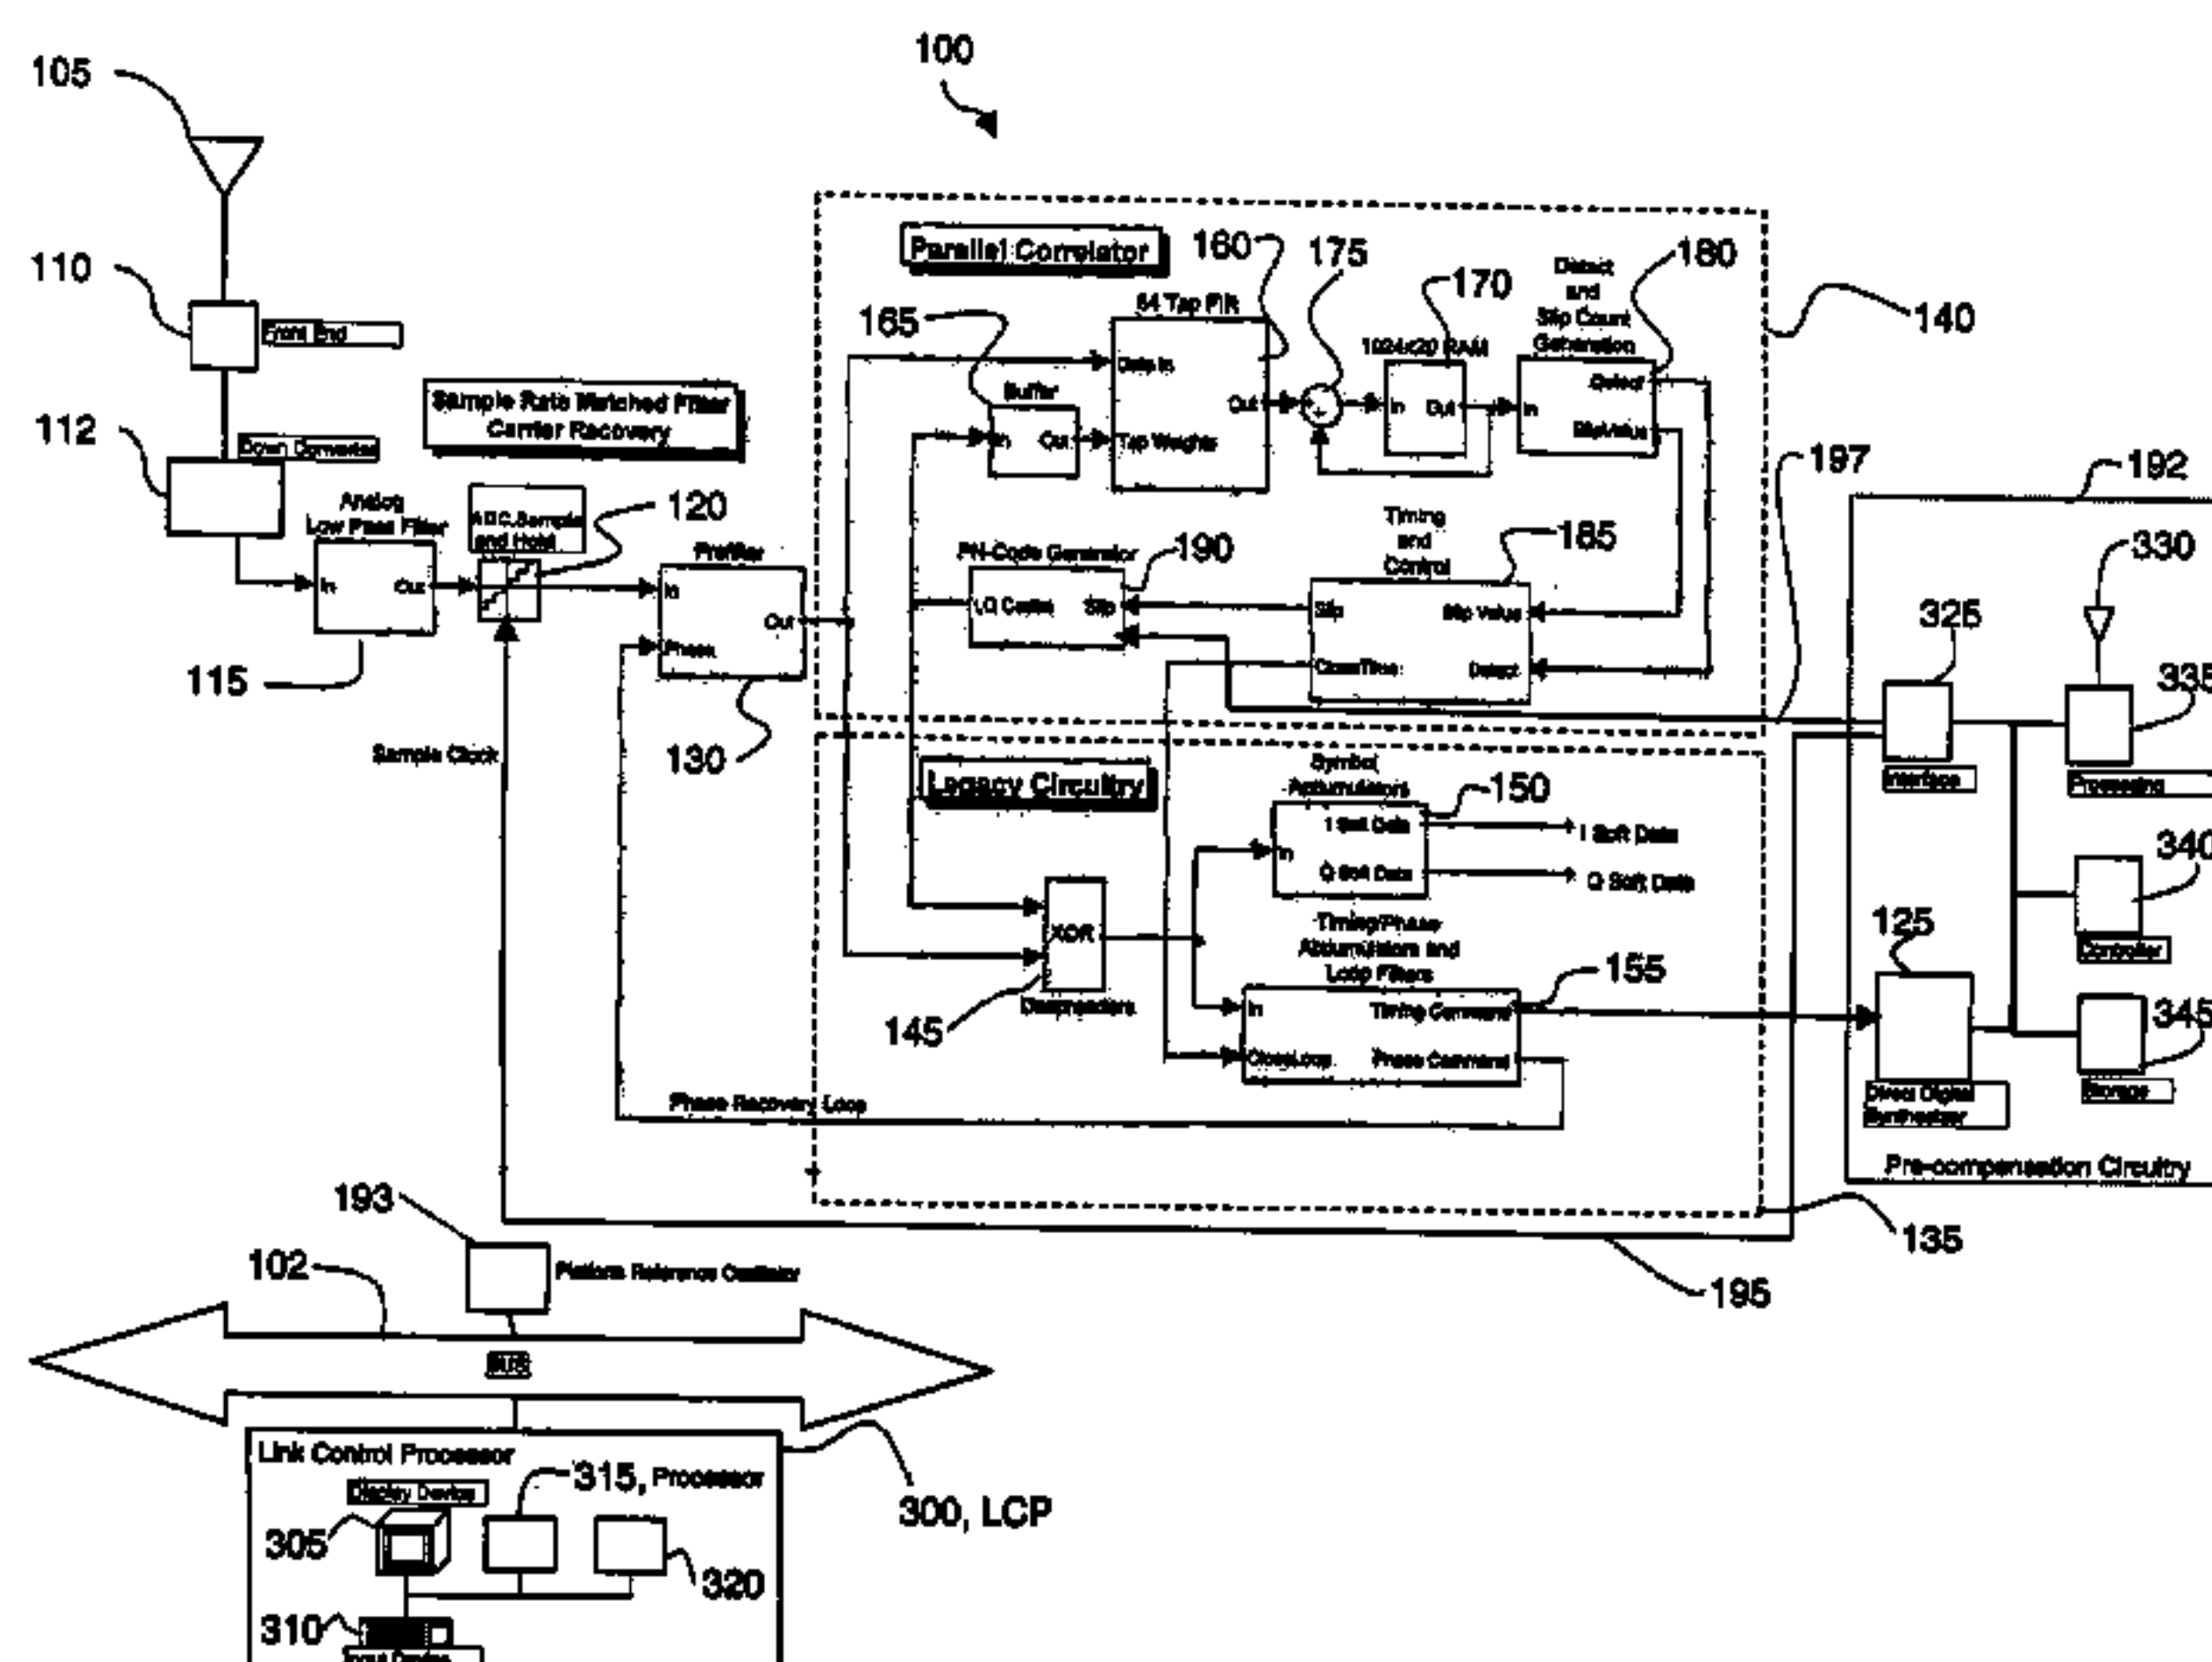 100
105
110
Front End
112
Down Converter
Sample Rate Matched Filter
Carrier Recovery
Analog
Low Pass Filter
In
Out
115
ADC Sample
and Hold
120
Prefilter
In
Out
Phase
130
Sample Clock
Parallel Correlator
160
175
170
180
165
64 Tap FIR
Data In
Out
Tap Weights
Buffer
In
Out
1024x20 RAM
In
Out
Detect
and
Slip Count
Generation
Detect
In
SlipValue
140
197
192
PN-Code Generator
190
I,Q Codes
Slip
Timing
and
Control
185
Slip
Slip Value
CloseTime
Detect
330
325
335
Interface
Processing
340
Controller
345
Storage
125
Direct Digital
Synthesizer
Pre-compensation Circuitry
Legacy Circuitry
Symbol
Accumulators
150
I Soft Data
In
Q Soft Data
I Soft Data
Q Soft Data
XOR
145
Despreaders
Timing/Phase
Accumulators and
Loop Filters
155
In
Timing Command
CloseLoop
Phase Command
Phase Recovery Loop
135
195
193
Platform Reference Oscillator
102
BUS
Link Control Processor
Display Device
315, Processor
305
320
300, LCP
310
Input Device